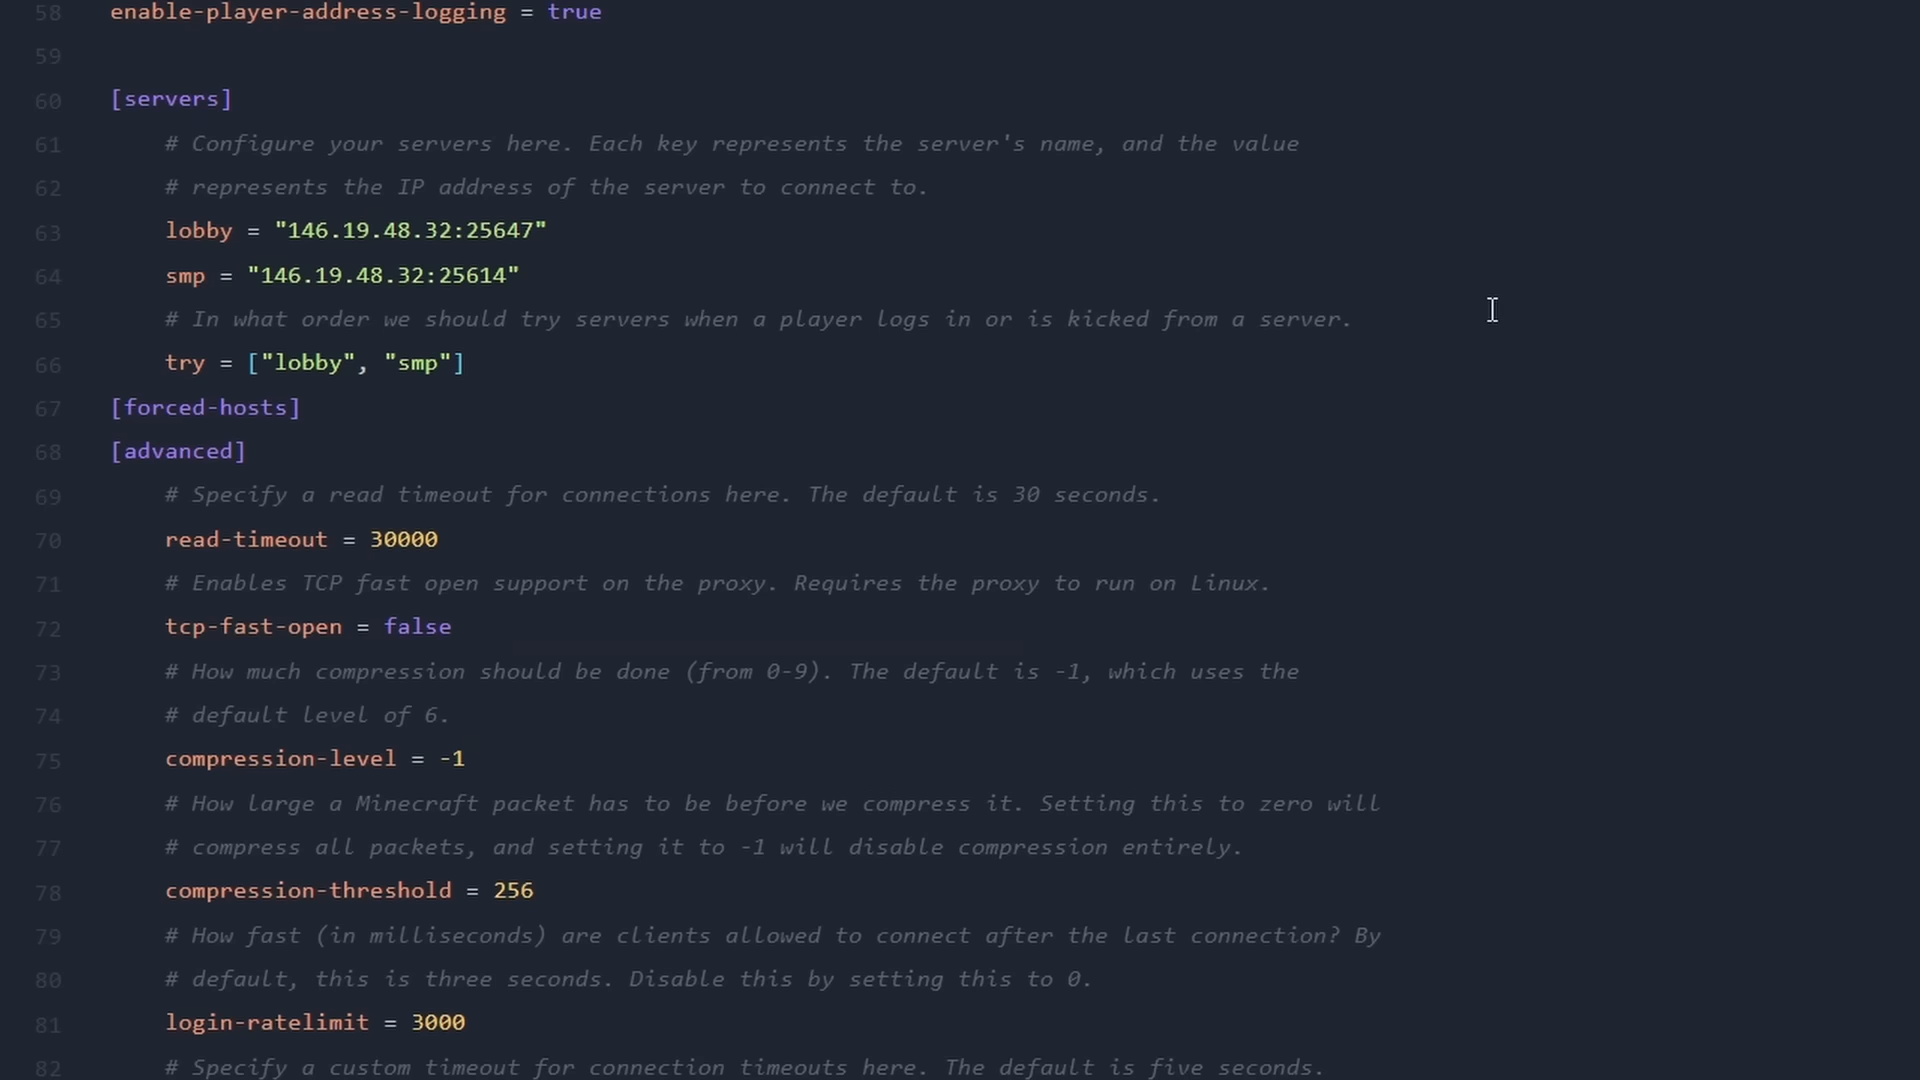 58 enable-player-address-logging = true
59
60 [servers]
61 # Configure your servers here. Each key represents the server's name, and the value
62 # represents the IP address of the server to connect to.
63 lobby = "146.19.48.32:25647"
64 smp = "146.19.48.32:25614"
65 # In what order we should try servers when a player logs in or is kicked from a server.
66 try = ["lobby", "smp"]
67 [forced-hosts]
68 [advanced]
69 # Specify a read timeout for connections here. The default is 30 seconds.
70 read-timeout = 30000
71 # Enables TCP fast open support on the proxy. Requires the proxy to run on Linux.
72 tcp-fast-open = false
73 # How much compression should be done (from 0-9). The default is -1, which uses the
74 # default level of 6.
75 compression-level = -1
76 # How large a Minecraft packet has to be before we compress it. Setting this to zero will
77 # compress all packets, and setting it to -1 will disable compression entirely.
78 compression-threshold = 256
79 # How fast (in milliseconds) are clients allowed to connect after the last connection? By
80 # default, this is three seconds. Disable this by setting this to 0.
81 login-ratelimit = 3000
82 # Specify a custom timeout for connection timeouts here. The default is five seconds.